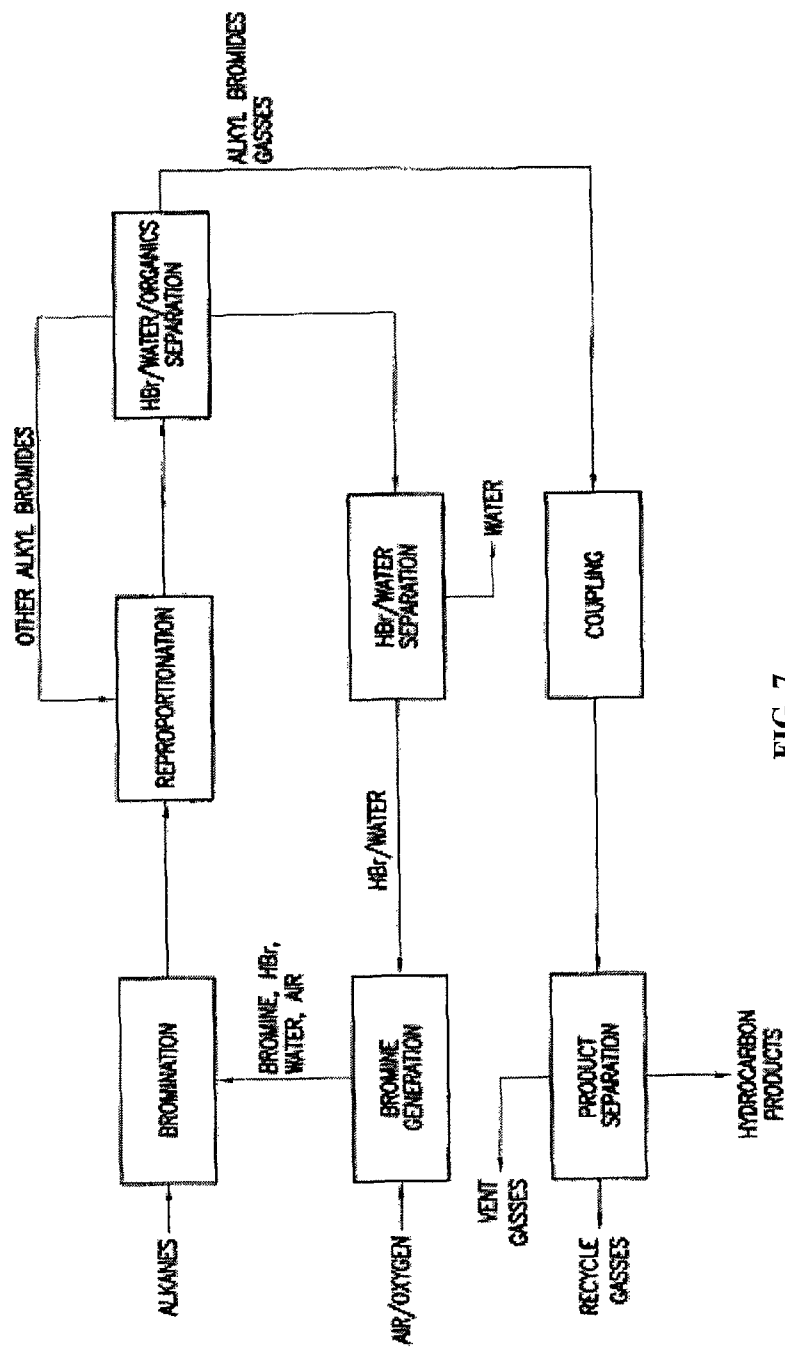 ALKANES
BROMINATION
REPROPORTIONATION
OTHER ALKYL BROMIDES
HBr/WATER/ORGANICS
SEPARATION
ALKYL BROMIDES
GASSES
BROMINE, HBr,
WATER, AIR
AIR/OXYGEN
BROMINE
GENERATION
HBr/WATER
HBr/WATER
SEPARATION
WATER
VENT
GASSES
RECYCLE
GASSES
PRODUCT
SEPARATION
HYDROCARBON
PRODUCTS
COUPLING
FIG. 7